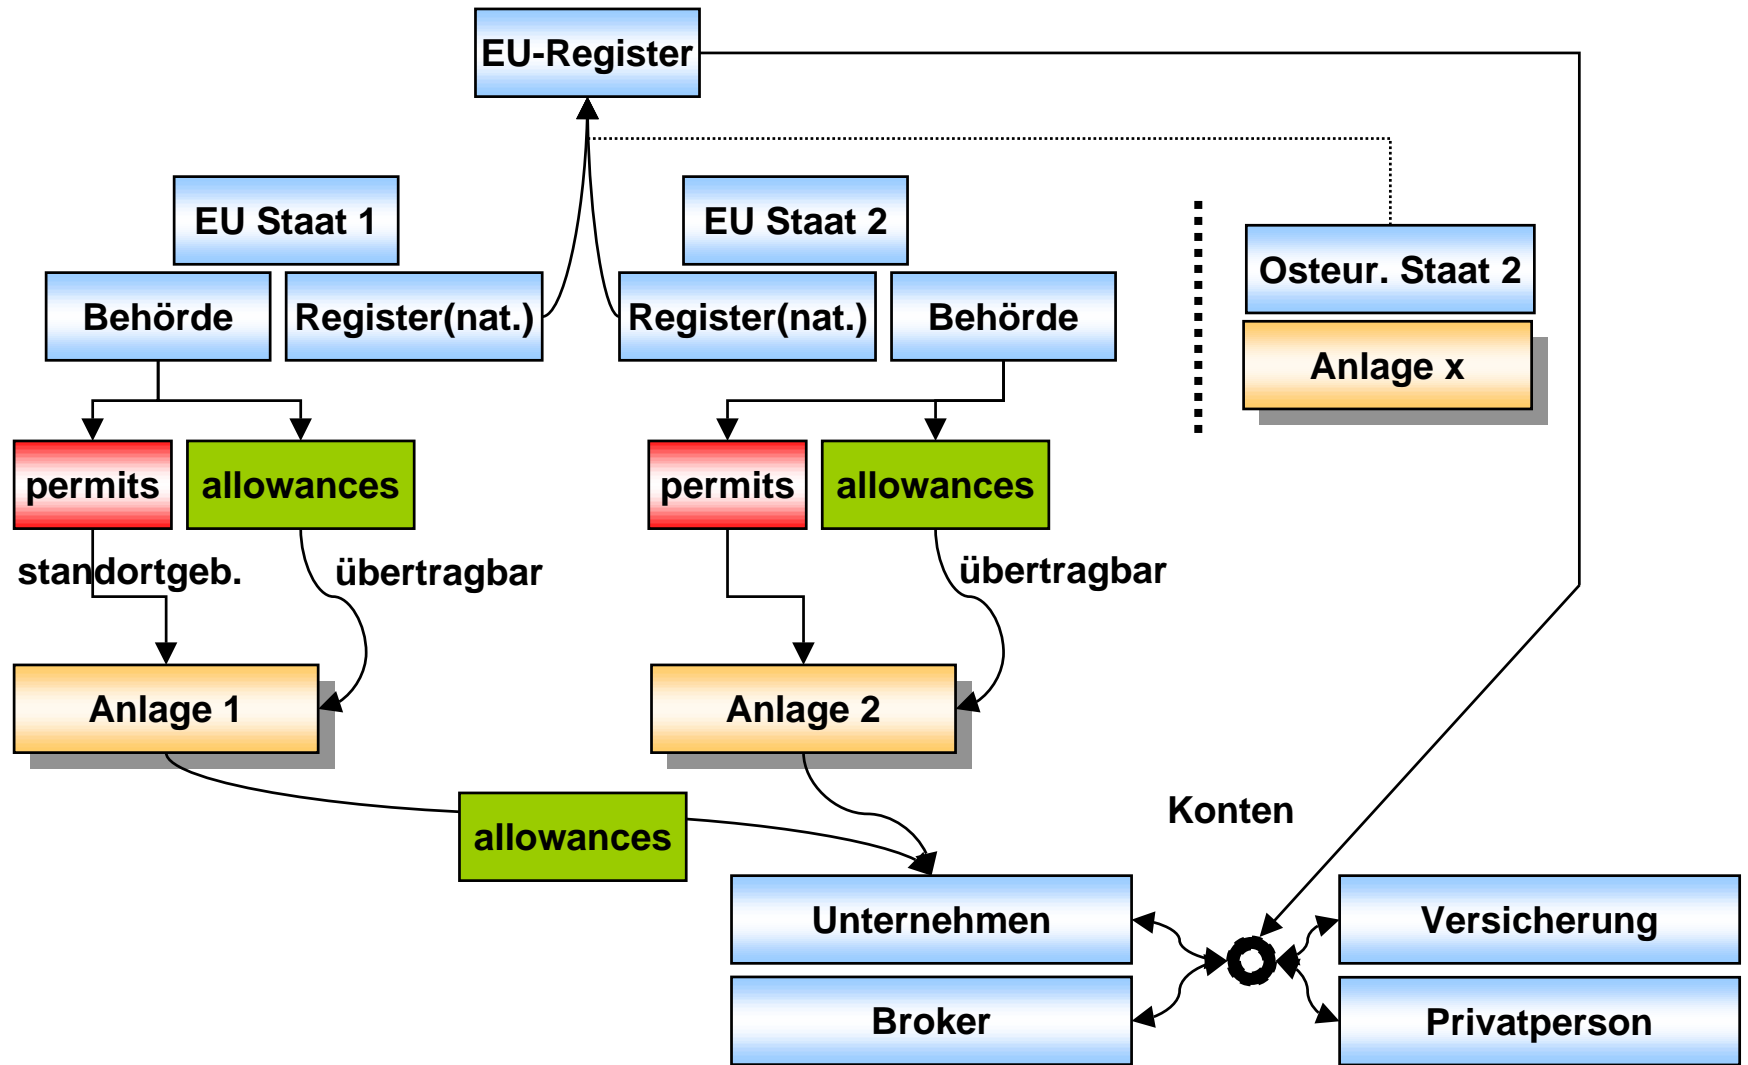 EU-Register
EU Staat 1
EU Staat 2
Osteur. Staat 2
Behörde
Register(nat.)
Register(nat.)
Behörde
Anlage x
permits
allowances
permits
allowances
standortgeb.
übertragbar
übertragbar
Anlage 1
Anlage 2
allowances
Konten
Unternehmen
Versicherung
Broker
Privatperson